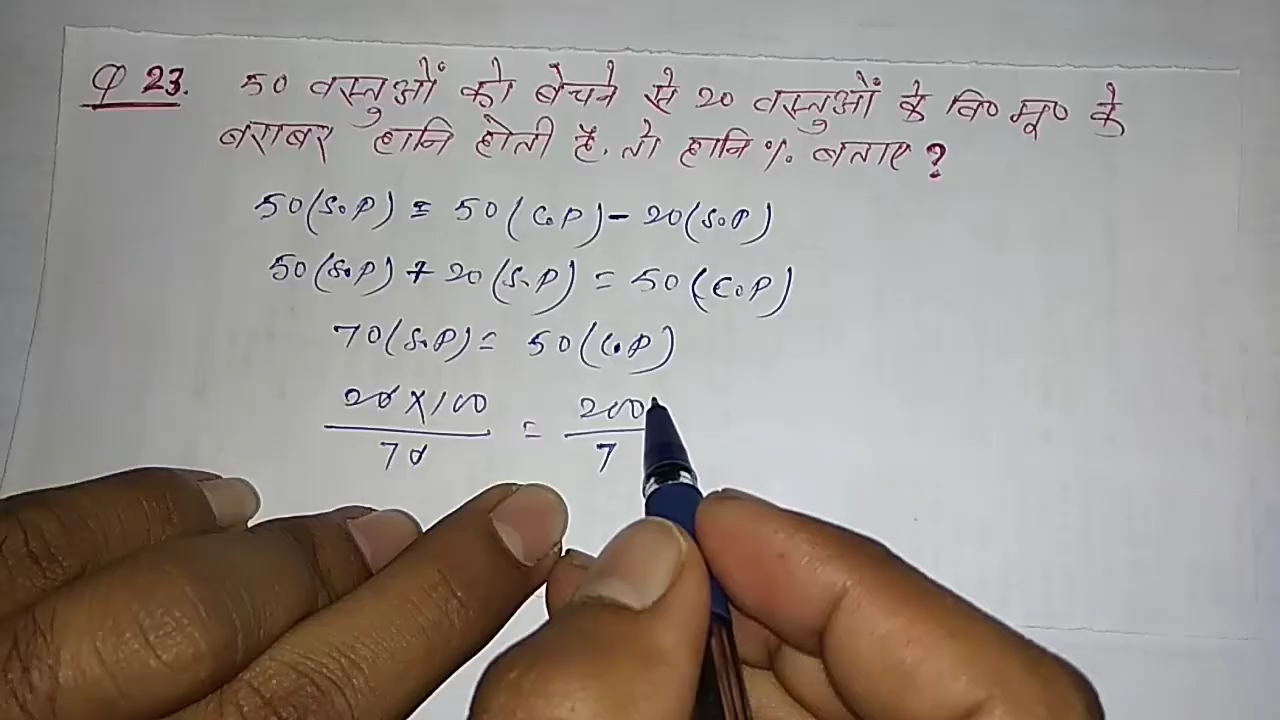 Q 23. 50 वस्तुओं को बेचने से 20 वस्तुओं के वि० मू० के
बराबर हानि होती है. तो हानि %. बताए ?
50(S.P) = 50(C.P) - 20(S.P)
50(S.P) + 20(S.P) = 50(C.P)
70(S.P) = 50(C.P)
20 × 100 / 70 = 200 / 7